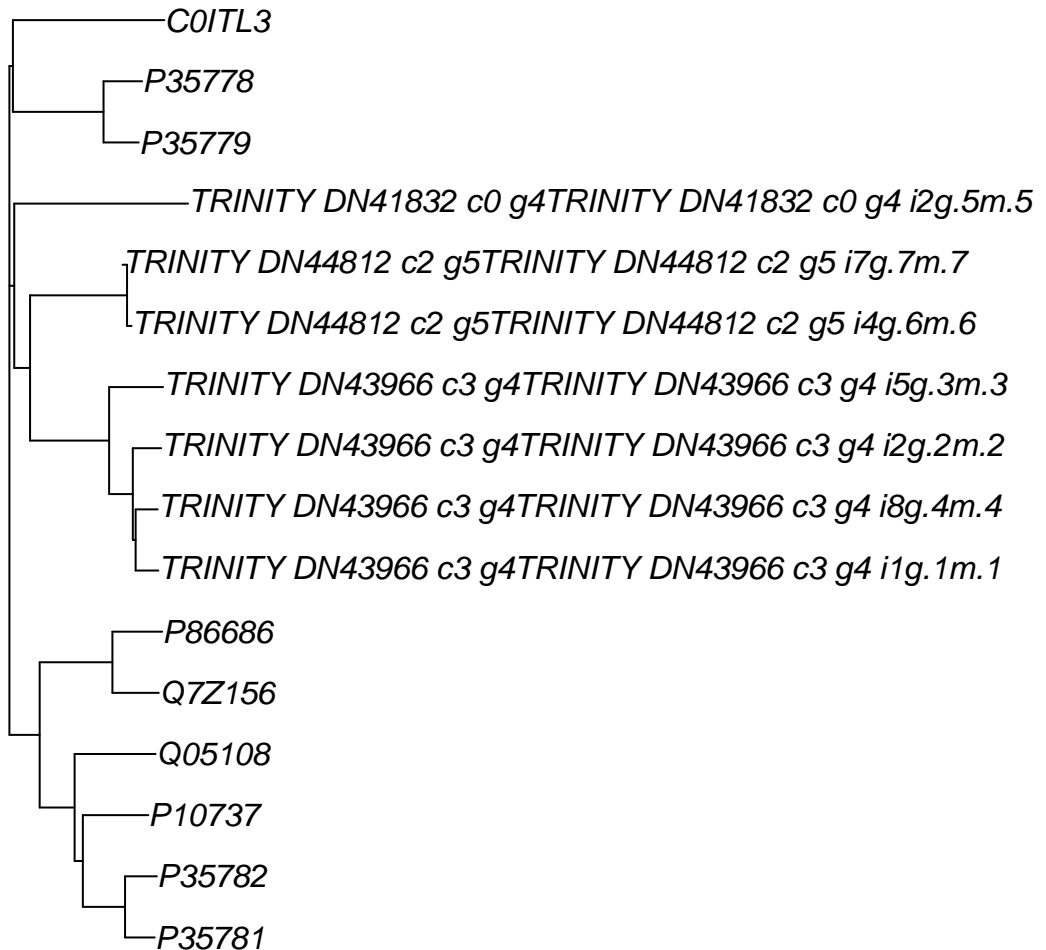 C0ITL3
P35778
P35779
TRINITY DN41832 c0 g4TRINITY DN41832 c0 g4 i2g.5m.5
TRINITY DN44812 c2 g5TRINITY DN44812 c2 g5 i7g.7m.7
TRINITY DN44812 c2 g5TRINITY DN44812 c2 g5 i4g.6m.6
TRINITY DN43966 c3 g4TRINITY DN43966 c3 g4 i5g.3m.3
TRINITY DN43966 c3 g4TRINITY DN43966 c3 g4 i2g.2m.2
TRINITY DN43966 c3 g4TRINITY DN43966 c3 g4 i8g.4m.4
TRINITY DN43966 c3 g4TRINITY DN43966 c3 g4 i1g.1m.1
P86686
Q7Z156
Q05108
P10737
P35782
P35781